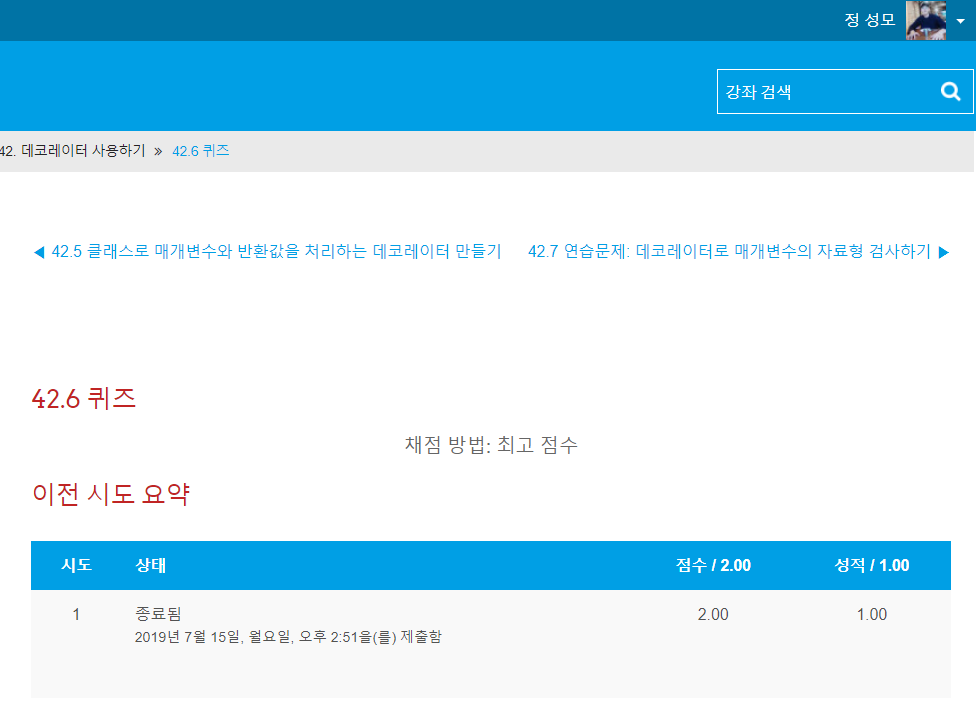 정 성모
강좌 검색
42. 데코레이터 사용하기 » 42.6 퀴즈
◀ 42.5 클래스로 매개변수와 반환값을 처리하는 데코레이터 만들기 42.7 연습문제: 데코레이터로 매개변수의 자료형 검사하기 ▶
42.6 퀴즈
채점 방법: 최고 점수
이전 시도 요약
시도 상태 점수 / 2.00 성적 / 1.00
1 종료됨 2.00 1.00
2019년 7월 15일, 월요일, 오후 2:51을(를) 제출함